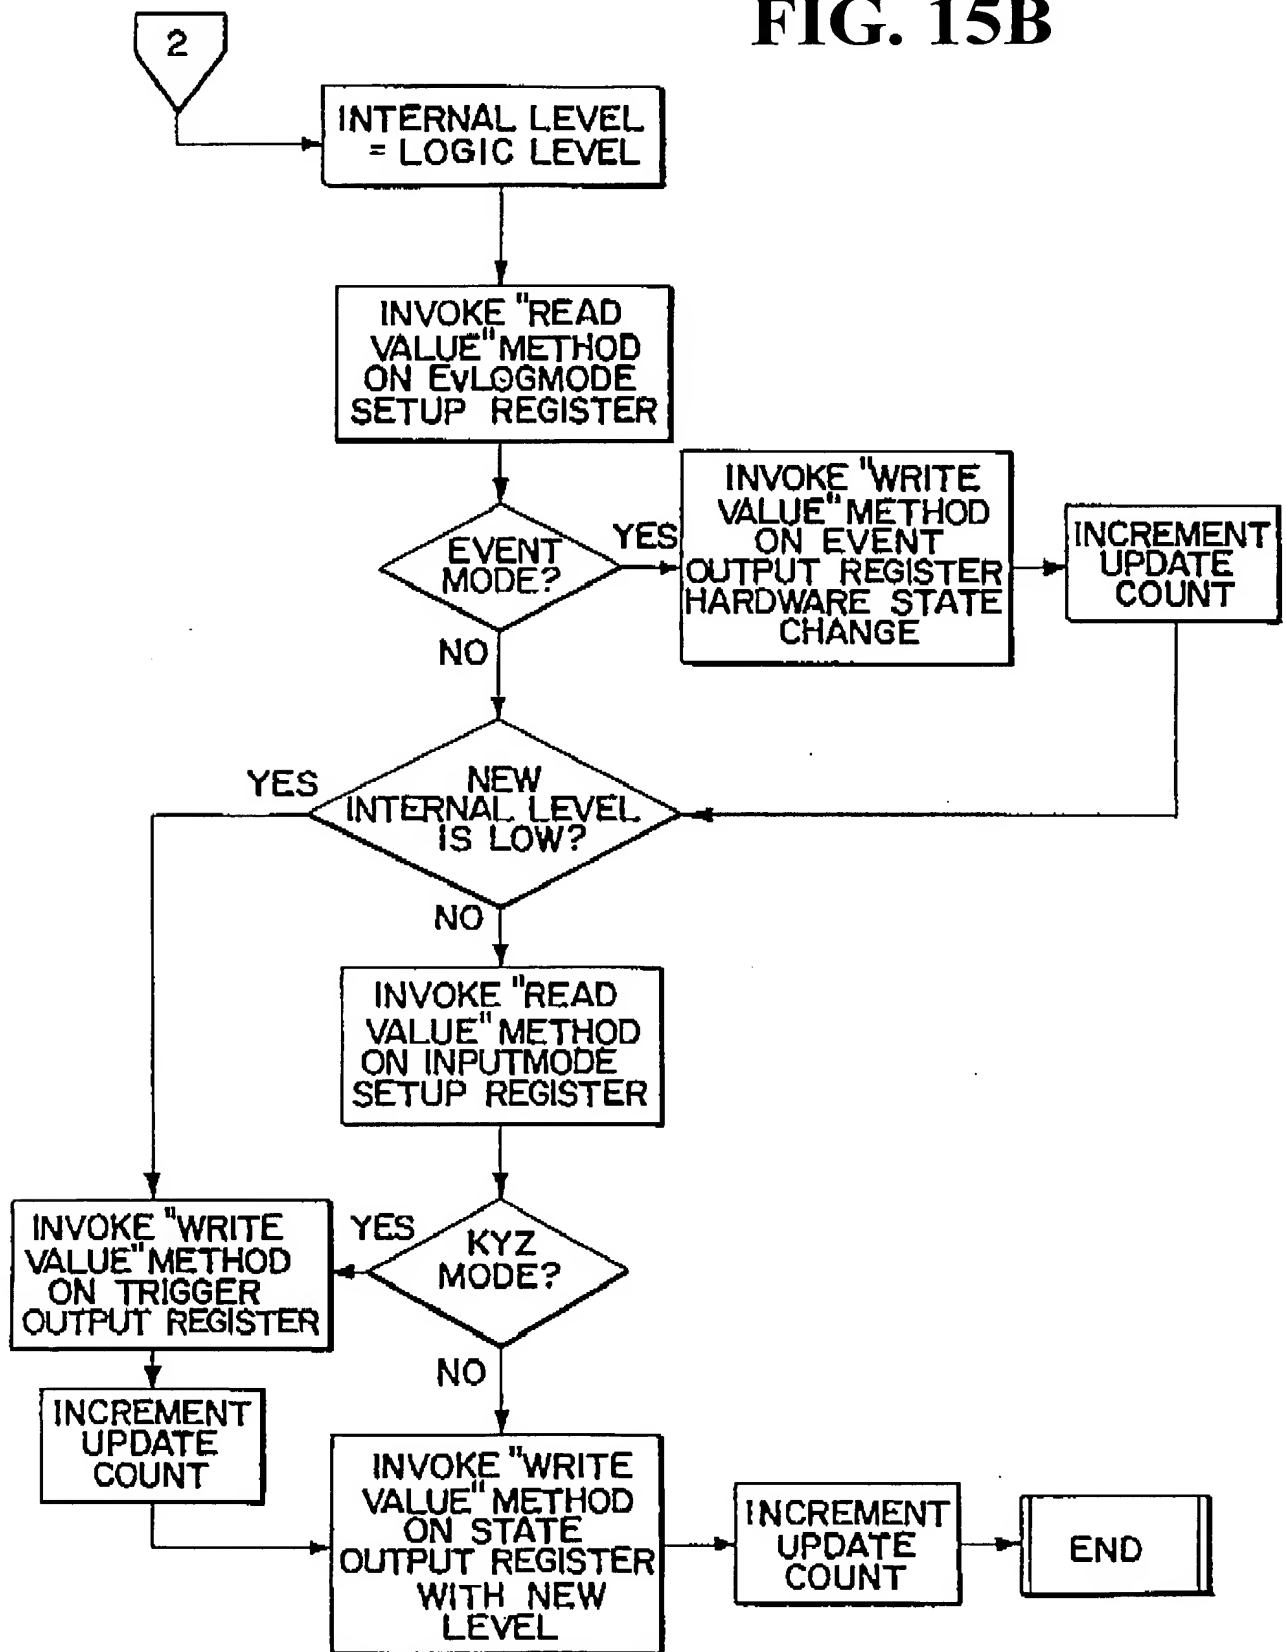 FIG. 15B
2
INTERNAL LEVEL
= LOGIC LEVEL
INVOKE "READ
VALUE" METHOD
ON EVLOGMODE
SETUP REGISTER
EVENT
MODE?
YES
NO
INVOKE "WRITE
VALUE" METHOD
ON EVENT
OUTPUT REGISTER
HARDWARE STATE
CHANGE
INCREMENT
UPDATE
COUNT
NEW
INTERNAL LEVEL
IS LOW?
YES
NO
INVOKE "READ
VALUE" METHOD
ON INPUTMODE
SETUP REGISTER
KYZ
MODE?
YES
NO
INVOKE "WRITE
VALUE" METHOD
ON TRIGGER
OUTPUT REGISTER
INCREMENT
UPDATE
COUNT
INVOKE "WRITE
VALUE" METHOD
ON STATE
OUTPUT REGISTER
WITH NEW
LEVEL
INCREMENT
UPDATE
COUNT
END